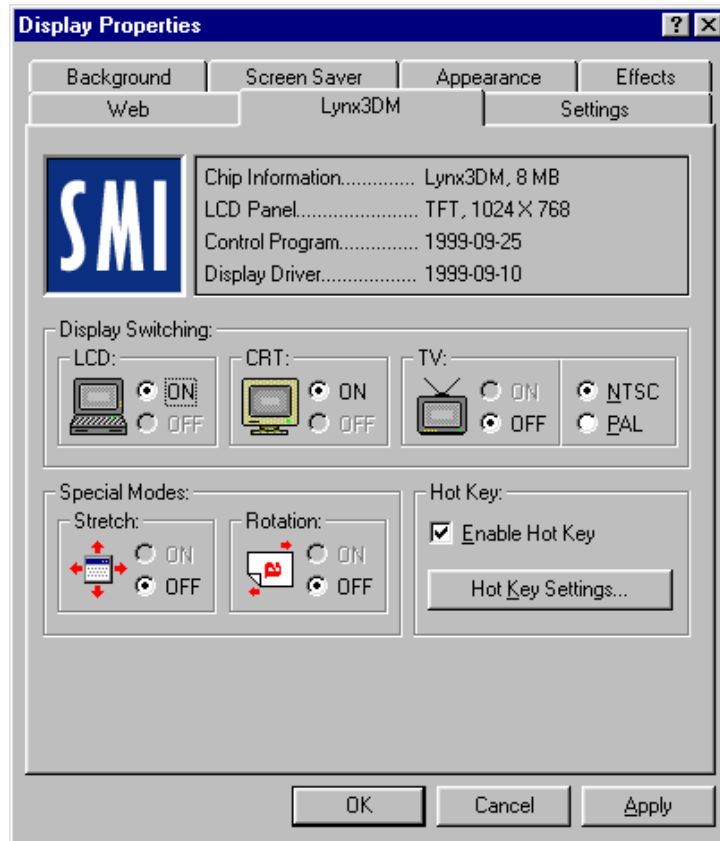 Display Properties
Background Screen Saver Appearance Effects
Web Lynx3DM Settings
SMI
Chip Information............. Lynx3DM, 8 MB
LCD Panel..................... TFT, 1024 X 768
Control Program............. 1999-09-25
Display Driver................. 1999-09-10
Display Switching:
LCD: CRT: TV:
ON ON ON NTSC
OFF OFF OFF PAL
Special Modes: Hot Key:
Stretch: Rotation: Enable Hot Key
ON ON
OFF OFF Hot Key Settings...
OK Cancel Apply